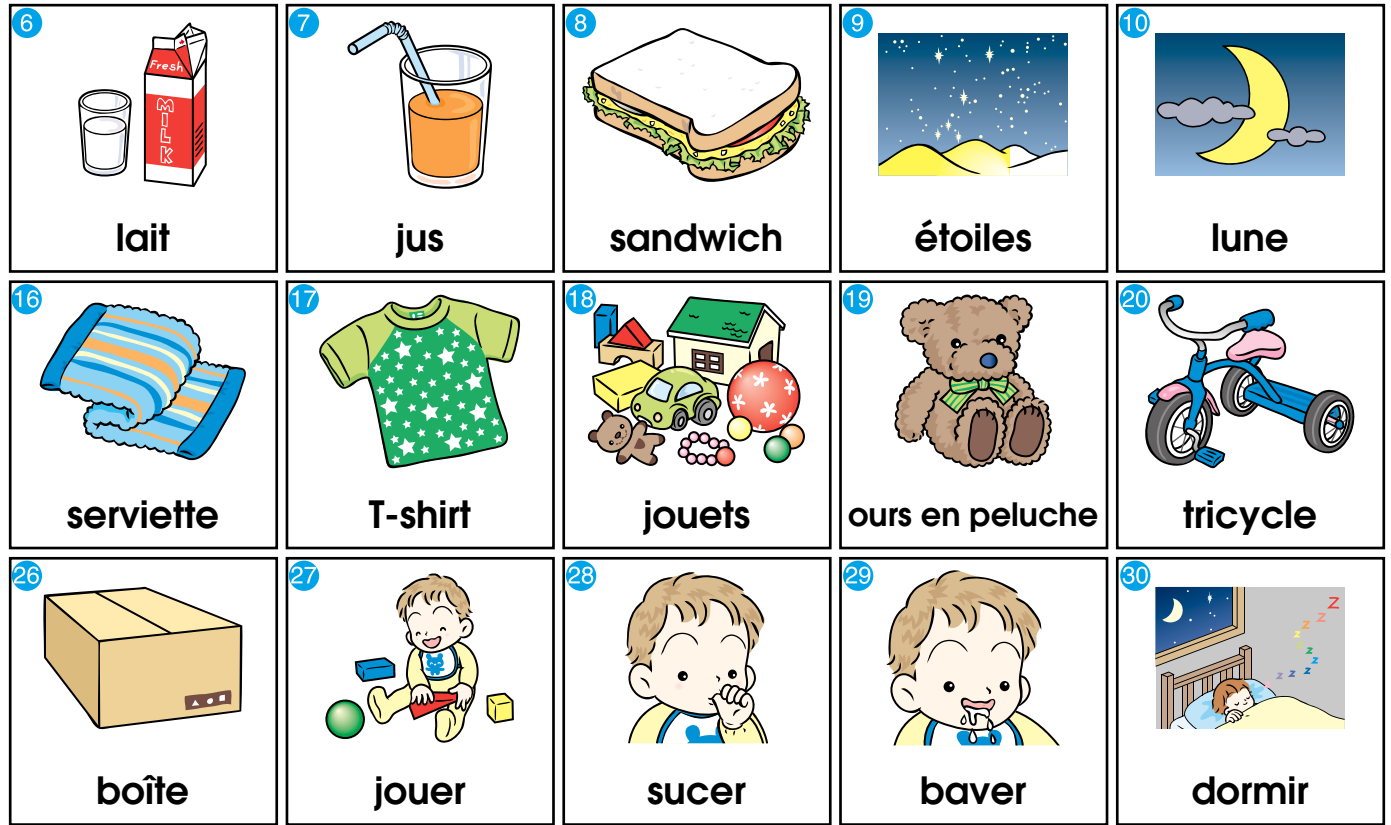 6
7
8
9
10
Fresh
MILK
lait
jus
sandwich
étoiles
lune
16
17
18
19
20
serviette
T-shirt
jouets
ours en peluche
tricycle
26
27
28
29
30
z z z z z z z z Z Z
boîte
jouer
sucer
baver
dormir